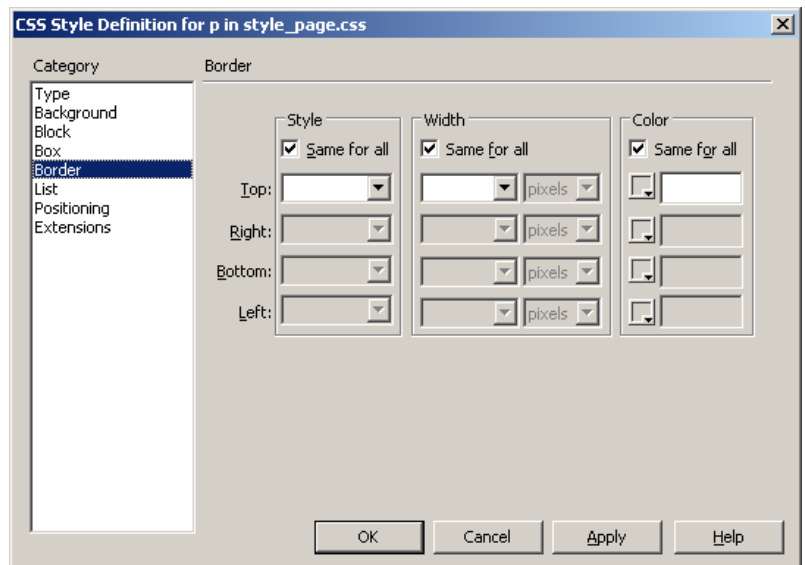 CSS Style Definition for p in style_page.css
Category
Border
Type
Background
Block
Box
Border
List
Positioning
Extensions
Style
Width
Color
Same for all
Same for all
Same for all
Top:
pixels
Right:
pixels
Bottom:
pixels
Left:
pixels
OK
Cancel
Apply
Help